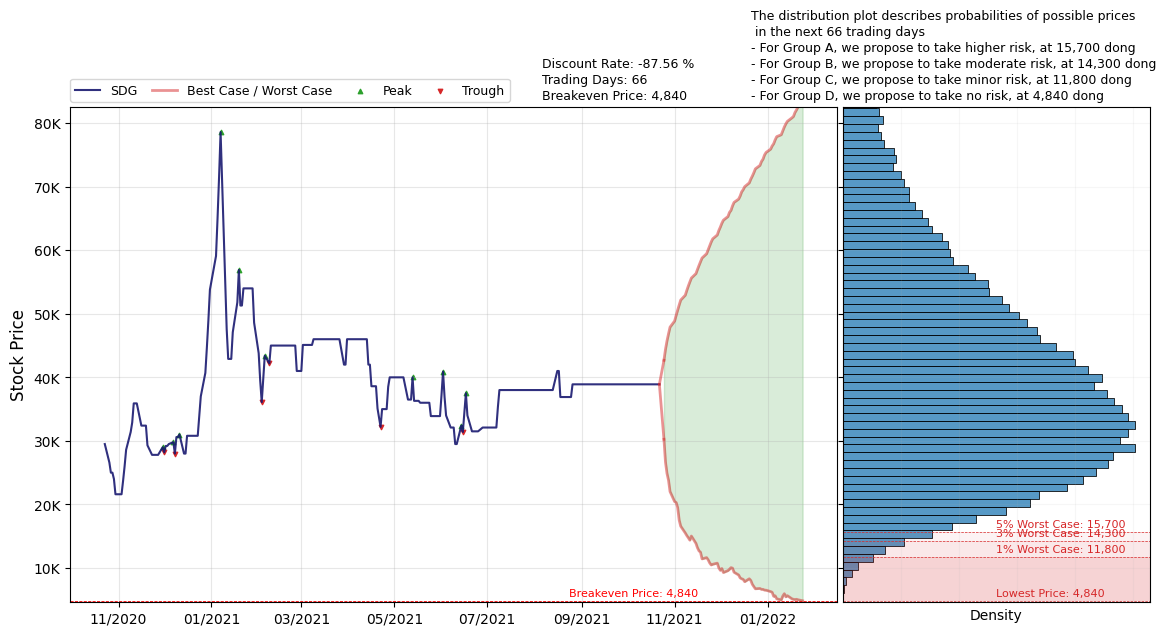 The distribution plot describes probabilities of possible prices
in the next 66 trading days
- For Group A, we propose to take higher risk, at 15,700 dong
- For Group B, we propose to take moderate risk, at 14,300 dong
- For Group C, we propose to take minor risk, at 11,800 dong
- For Group D, we propose to take no risk, at 4,840 dong
Discount Rate: -87.56 %
Trading Days: 66
Breakeven Price: 4,840
SDG Best Case / Worst Case Peak Trough
Stock Price
80K
70K
60K
50K
40K
30K
20K
10K
Breakeven Price: 4,840
5% Worst Case: 15,700
3% Worst Case: 14,300
1% Worst Case: 11,800
Lowest Price: 4,840
11/2020 01/2021 03/2021 05/2021 07/2021 09/2021 11/2021 01/2022
Density